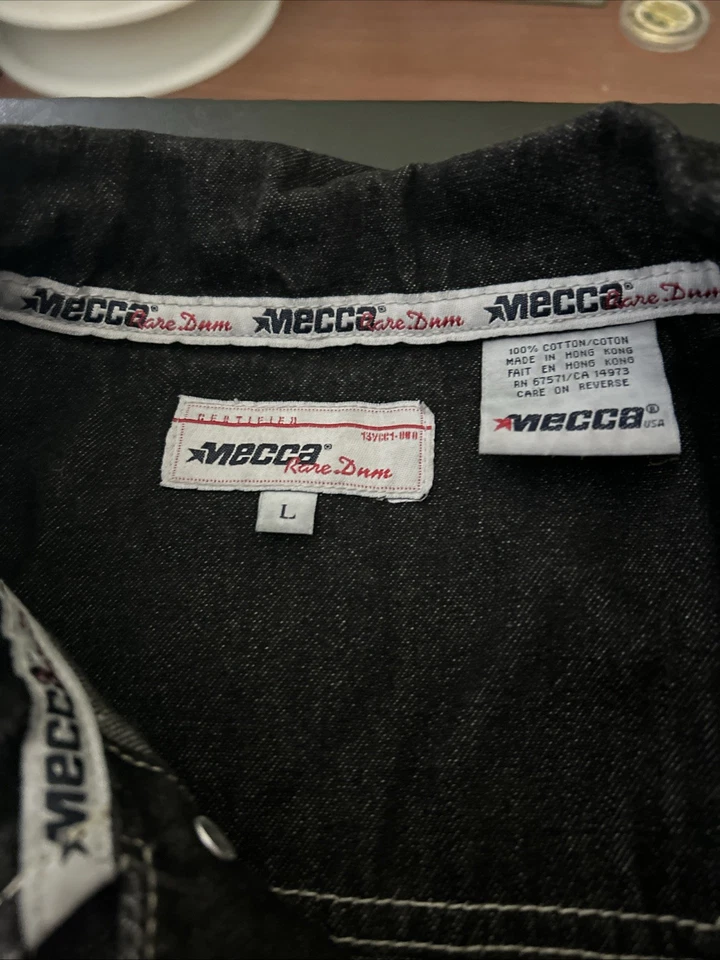 MECCA® Rare.Dnm MECCA® Rare.Dnm MECCA® Rare.Dnm
100% COTTON/COTON
MADE IN HONG KONG
FAIT EN HONG KONG
RN 67571/CA 14973
CARE ON REVERSE
MECCA® USA
CERTIFIED
MECCA® Rare.Dnm
L
MECCA